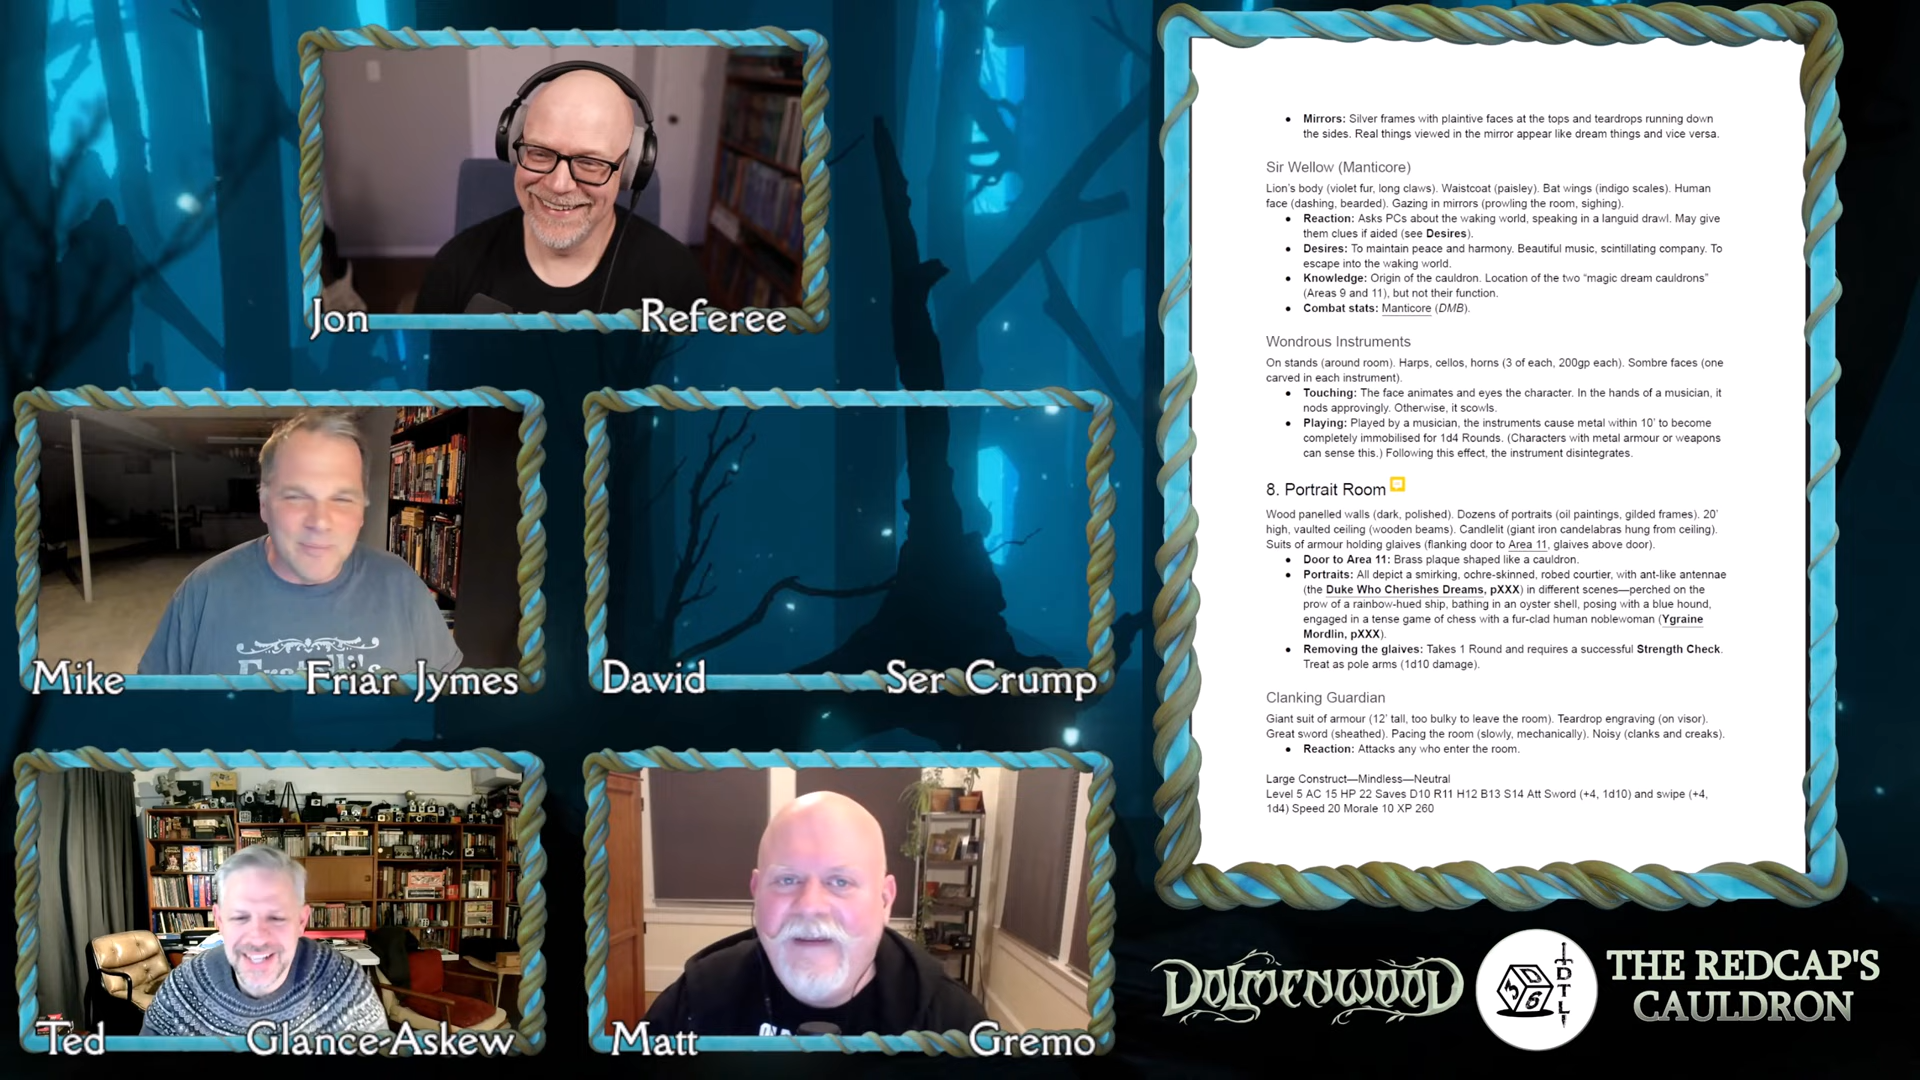 Jon Referee
Mike Friar Jymes
David Ser Crump
Ted Glance-Askew
Matt Gremo
Fratelli's
● Mirrors: Silver frames with plaintive faces at the tops and teardrops running down
the sides. Real things viewed in the mirror appear like dream things and vice versa.
Sir Wellow (Manticore)
Lion's body (violet fur, long claws). Waistcoat (paisley). Bat wings (indigo scales). Human
face (dashing, bearded). Gazing in mirrors (prowling the room, sighing).
● Reaction: Asks PCs about the waking world, speaking in a languid drawl. May give
them clues if aided (see Desires).
● Desires: To maintain peace and harmony. Beautiful music, scintillating company. To
escape into the waking world.
● Knowledge: Origin of the cauldron. Location of the two “magic dream cauldrons”
(Areas 9 and 11), but not their function.
● Combat stats: Manticore (DMB).
Wondrous Instruments
On stands (around room). Harps, cellos, horns (3 of each, 200gp each). Sombre faces (one
carved in each instrument).
● Touching: The face animates and eyes the character. In the hands of a musician, it
nods approvingly. Otherwise, it scowls.
● Playing: Played by a musician, the instruments cause metal within 10’ to become
completely immobilised for 1d4 Rounds. (Characters with metal armour or weapons
can sense this.) Following this effect, the instrument disintegrates.
8. Portrait Room
Wood panelled walls (dark, polished). Dozens of portraits (oil paintings, gilded frames). 20’
high, vaulted ceiling (wooden beams). Candlelit (giant iron candelabras hung from ceiling).
Suits of armour holding glaives (flanking door to Area 11, glaives above door).
● Door to Area 11: Brass plaque shaped like a cauldron.
● Portraits: All depict a smirking, ochre-skinned, robed courtier, with ant-like antennae
(the Duke Who Cherishes Dreams, pXXX) in different scenes—perched on the
prow of a rainbow-hued ship, bathing in an oyster shell, posing with a blue hound,
engaged in a tense game of chess with a fur-clad human noblewoman (Ygraine
Mordlin, pXXX).
● Removing the glaives: Takes 1 Round and requires a successful Strength Check.
Treat as pole arms (1d10 damage).
Clanking Guardian
Giant suit of armour (12’ tall, too bulky to leave the room). Teardrop engraving (on visor).
Great sword (sheathed). Pacing the room (slowly, mechanically). Noisy (clanks and creaks).
● Reaction: Attacks any who enter the room.
Large Construct—Mindless—Neutral
Level 5 AC 15 HP 22 Saves D10 R11 H12 B13 S14 Att Sword (+4, 1d10) and swipe (+4,
1d4) Speed 20 Morale 10 XP 260
DOLMENWOOD
3D6
DTL
THE REDCAP'S
CAULDRON